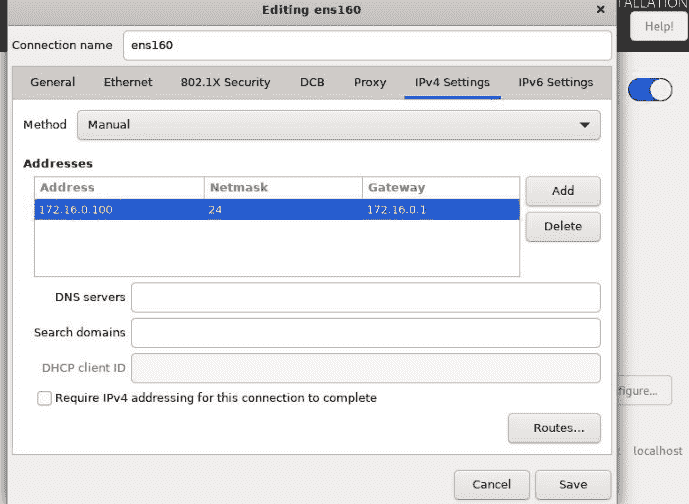 Editing ens160
TALLATION
Help!
Connection name ens160
General Ethernet 802.1X Security DCB Proxy IPv4 Settings IPv6 Settings
Method Manual
Addresses
Address Netmask Gateway
172.16.0.100 24 172.16.0.1
Add
Delete
DNS servers
Search domains
DHCP client ID
figure...
Require IPv4 addressing for this connection to complete
Routes...
localhost
Cancel Save